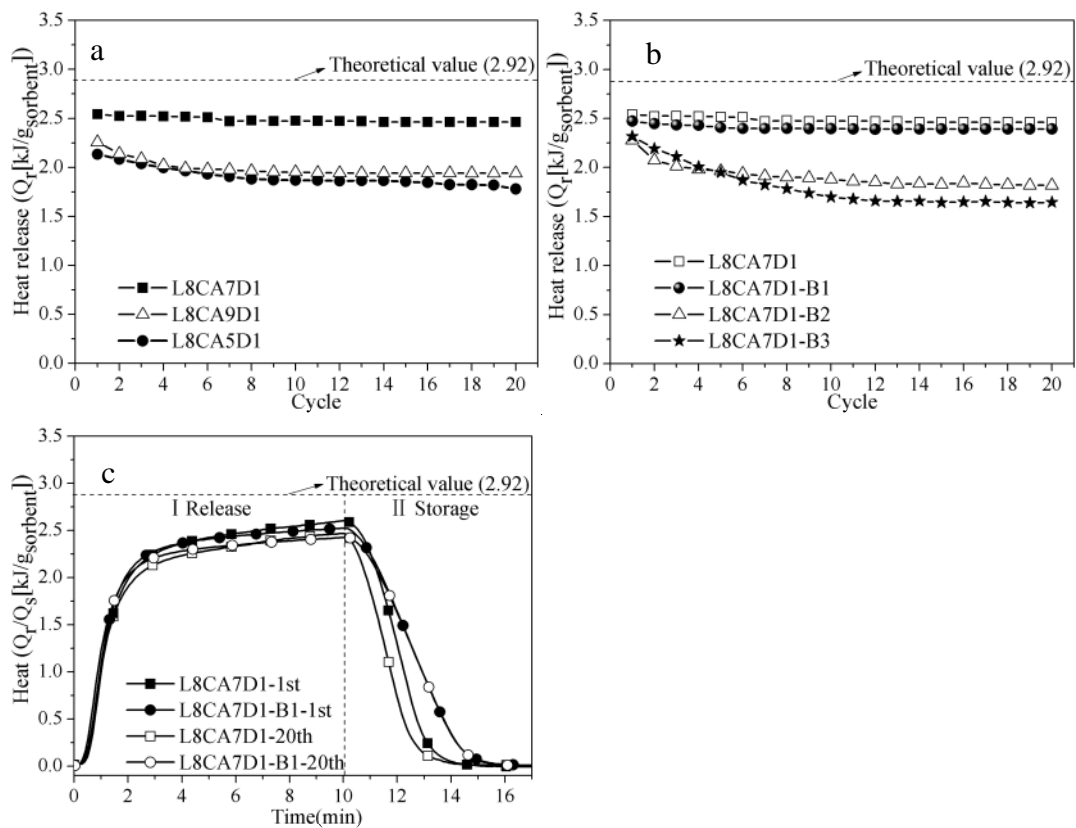 a
Theoretical value (2.92)
Heat release (Qr[kJ/gsorbent])
3.5
3.0
2.5
2.0
1.5
1.0
0.5
0.0
L8CA7D1
L8CA9D1
L8CA5D1
0 2 4 6 8 10 12 14 16 18 20
Cycle
b
Theoretical value (2.92)
Heat release (Qr[kJ/gsorbent])
3.5
3.0
2.5
2.0
1.5
1.0
0.5
0.0
L8CA7D1
L8CA7D1-B1
L8CA7D1-B2
L8CA7D1-B3
0 2 4 6 8 10 12 14 16 18 20
Cycle
c
Theoretical value (2.92)
Ⅰ Release
Ⅱ Storage
Heat (Qr/Qs[kJ/gsorbent])
3.5
3.0
2.5
2.0
1.5
1.0
0.5
0.0
L8CA7D1-1st
L8CA7D1-B1-1st
L8CA7D1-20th
L8CA7D1-B1-20th
0 2 4 6 8 10 12 14 16
Time(min)